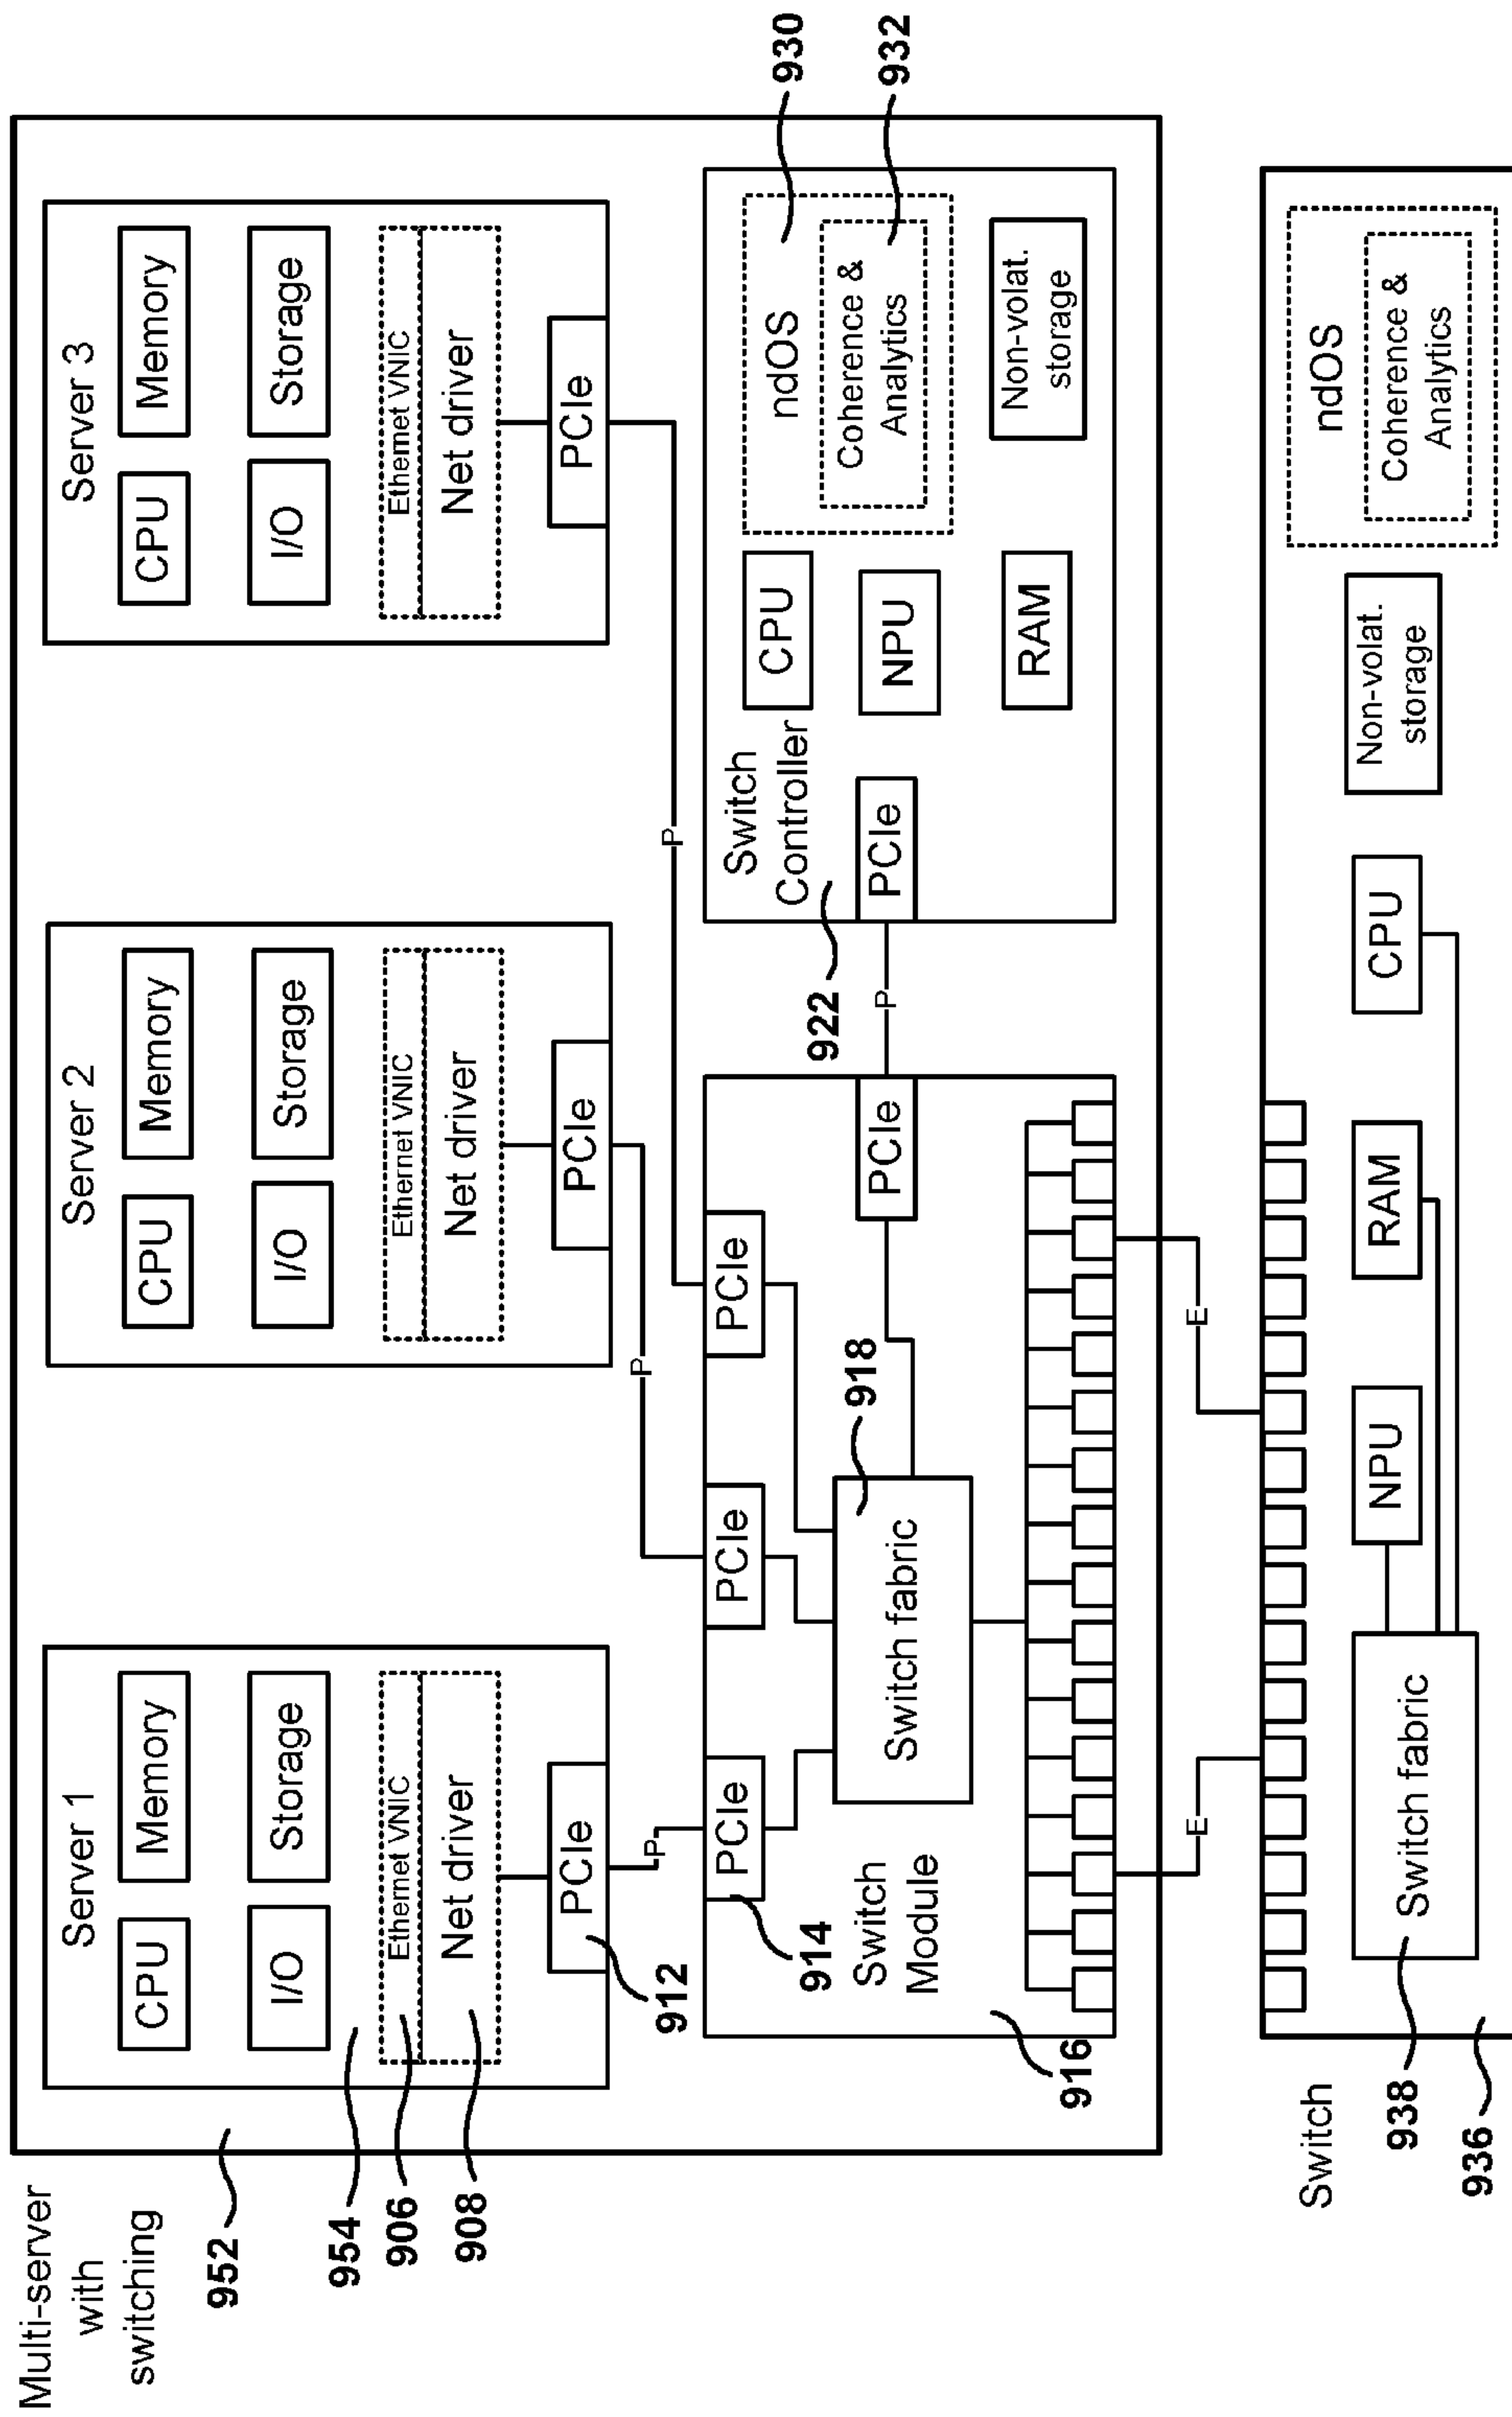 Multi-server
with
switching
952
954
906
908
Server 1
CPU
Memory
I/O
Storage
Ethernet VNIC
Net driver
PCIe
912
Server 2
CPU
Memory
I/O
Storage
Ethernet VNIC
Net driver
PCIe
Server 3
CPU
Memory
I/O
Storage
Ethernet VNIC
Net driver
PCIe
P
P
P
914
PCIe
PCIe
PCIe
Switch
Module
916
Switch fabric
918
PCIe
P
922
Switch
Controller
PCIe
CPU
NPU
RAM
ndOS
Coherence &
Analytics
Non-volat.
storage
930
932
E
E
Switch
938
936
Switch fabric
NPU
RAM
CPU
Non-volat.
storage
ndOS
Coherence &
Analytics